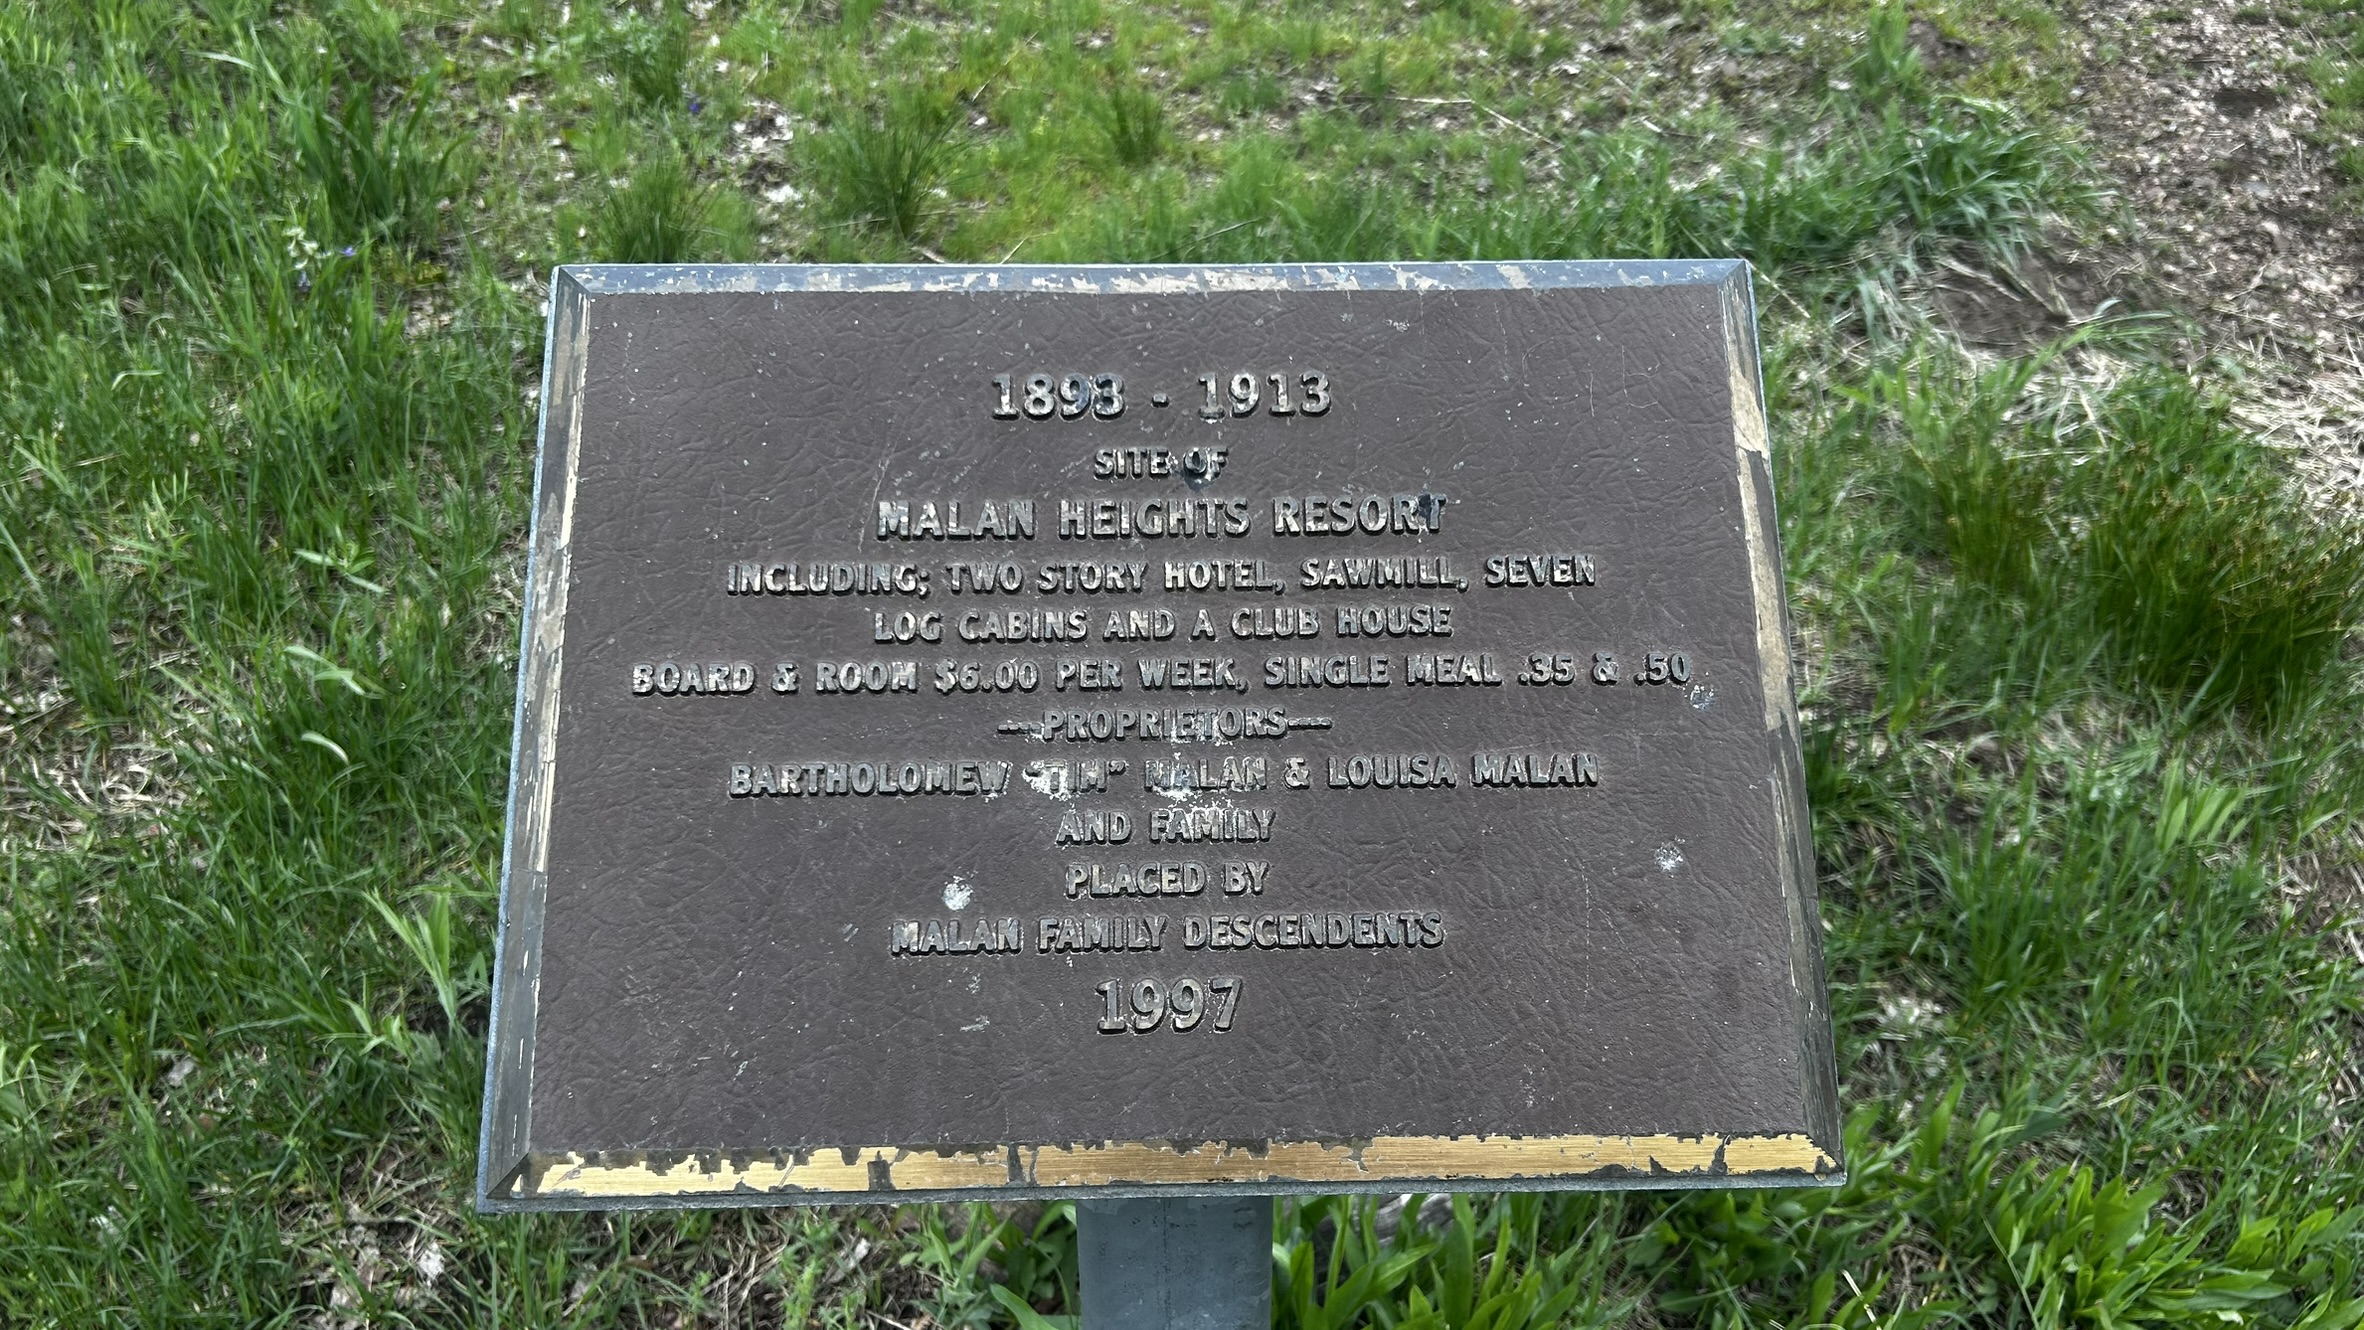 1893 - 1913
SITE OF
MALAN HEIGHTS RESORT
INCLUDING; TWO STORY HOTEL, SAWMILL, SEVEN
LOG CABINS AND A CLUB HOUSE
BOARD & ROOM $6.00 PER WEEK, SINGLE MEAL .35 & .50
—PROPRIETORS—
BARTHOLOMEW "TIM" MALAN & LOUISA MALAN
AND FAMILY
PLACED BY
MALAN FAMILY DESCENDENTS
1997